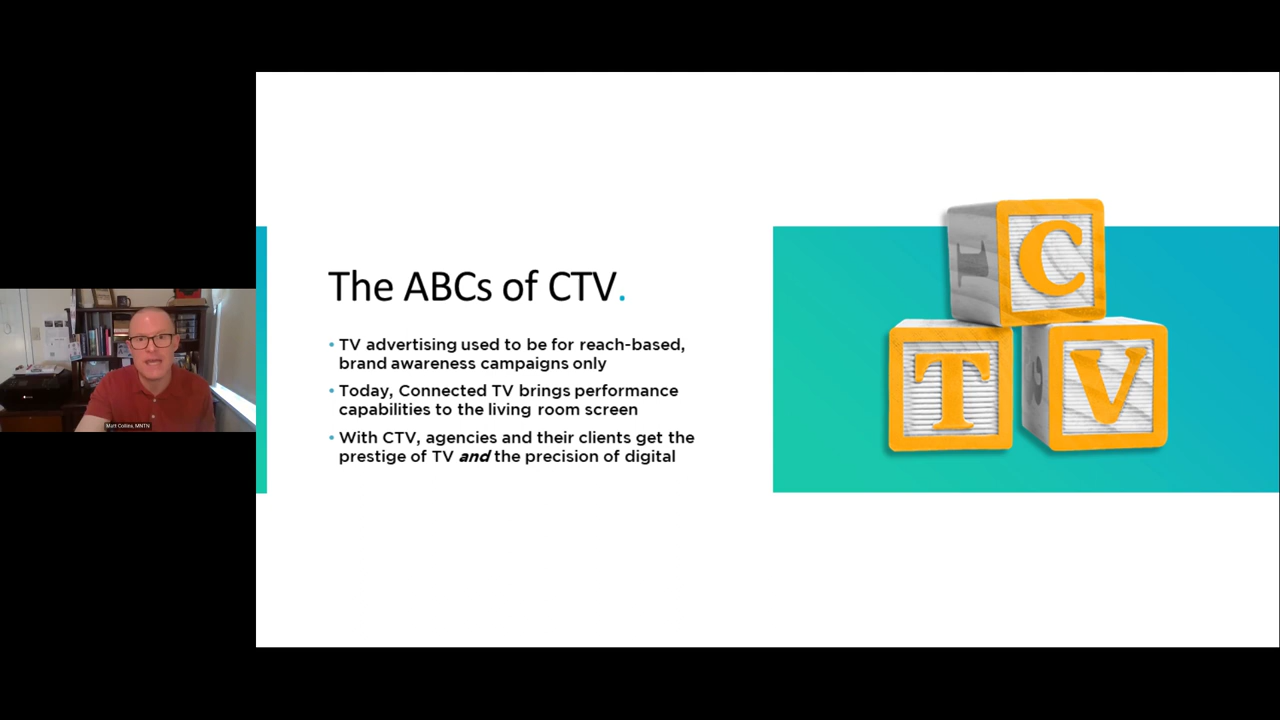 The ABCs of CTV.
• TV advertising used to be for reach-based,
brand awareness campaigns only
• Today, Connected TV brings performance
capabilities to the living room screen
• With CTV, agencies and their clients get the
prestige of TV and the precision of digital
C
T V
Matt Collins, MNTN